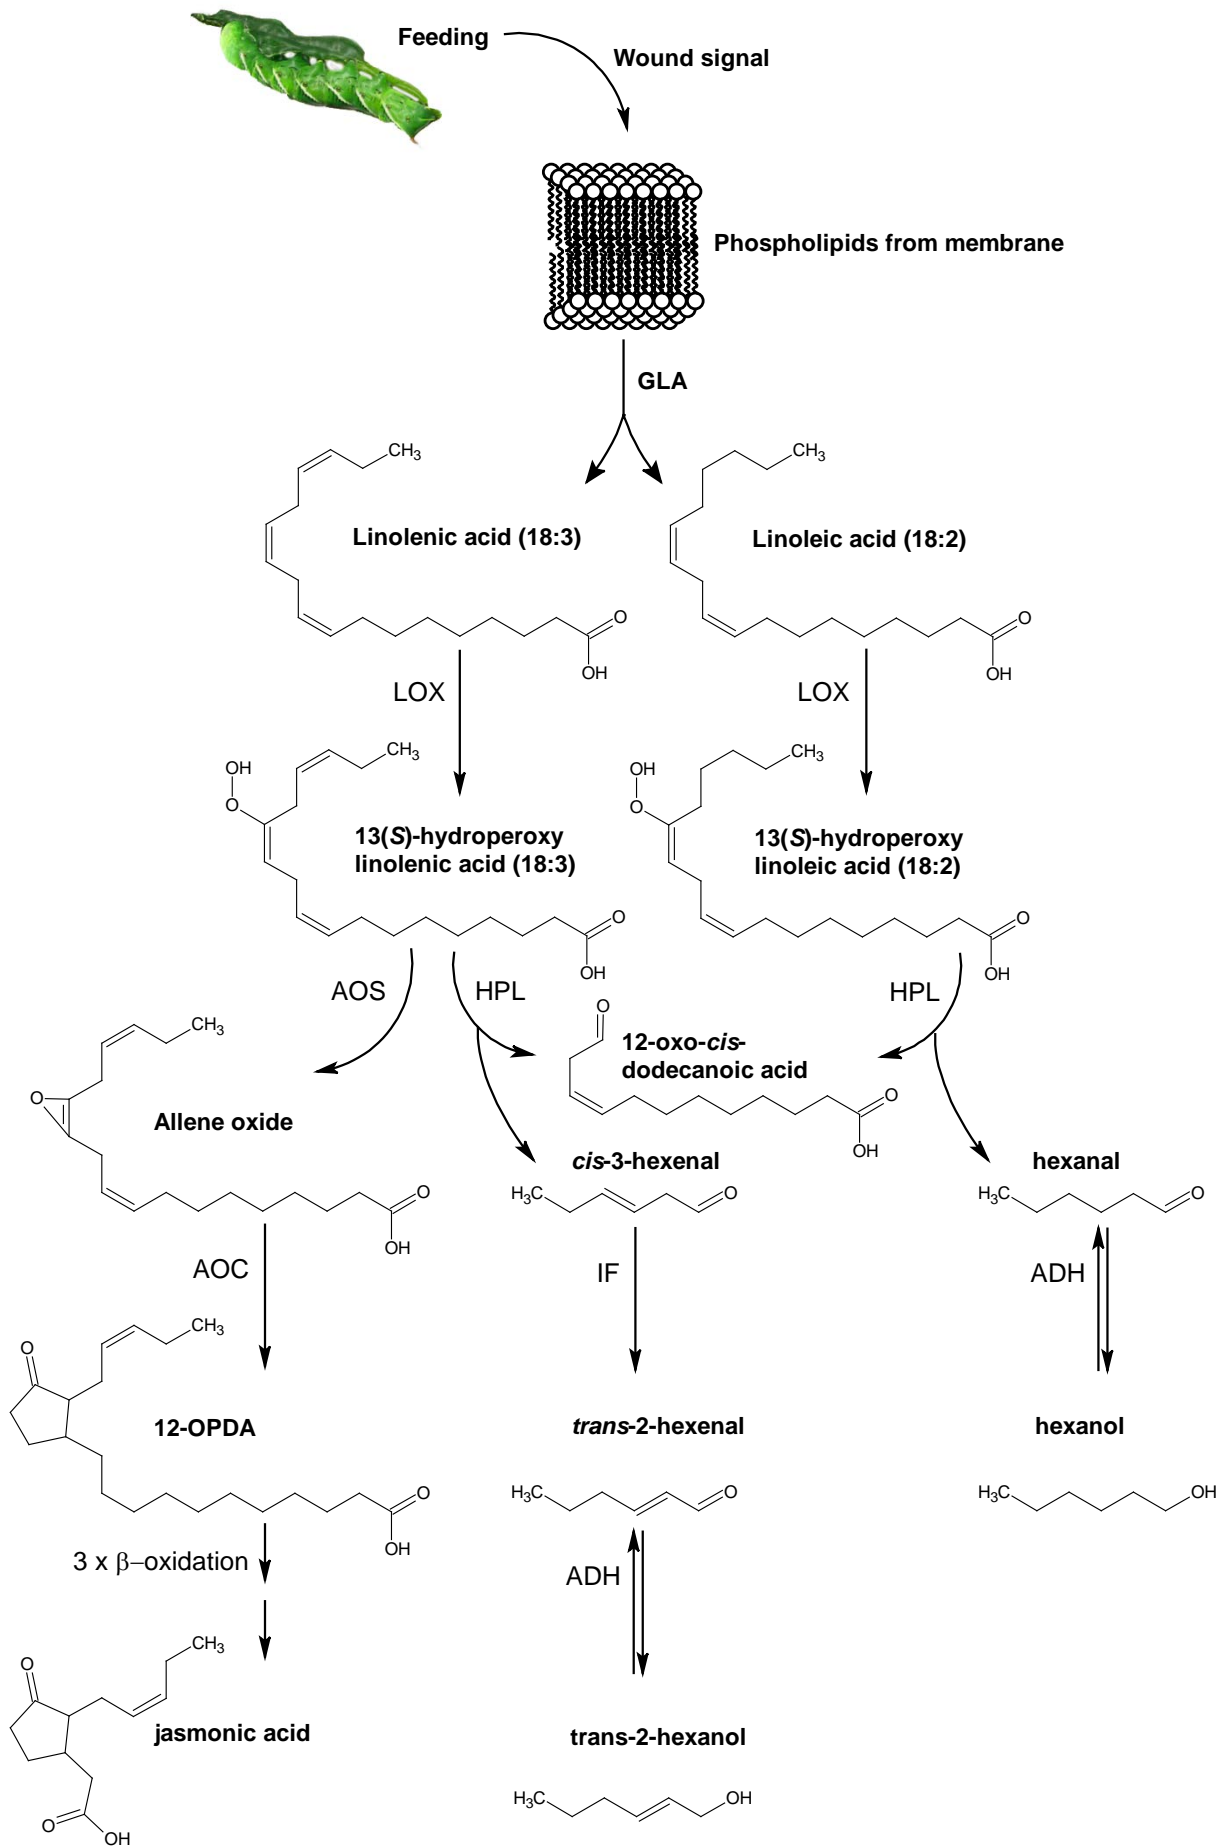 Feeding
Wound signal
Phospholipids from membrane
GLA
CH3
CH3
Linolenic acid (18:3)
Linoleic acid (18:2)
O
OH
O
OH
LOX
LOX
CH3
CH3
OH
O
OH
O
13(S)-hydroperoxy
linolenic acid (18:3)
13(S)-hydroperoxy
linoleic acid (18:2)
O
OH
O
OH
AOS
HPL
HPL
O
CH3
12-oxo-cis-
dodecanoic acid
O
O
OH
Allene oxide
cis-3-hexenal
hexanal
H3C
O
H3C
O
O
OH
AOC
IF
ADH
CH3
O
12-OPDA
trans-2-hexenal
hexanol
H3C
O
H3C
OH
O
OH
3 x β–oxidation
ADH
CH3
O
jasmonic acid
trans-2-hexanol
H3C
OH
O
OH